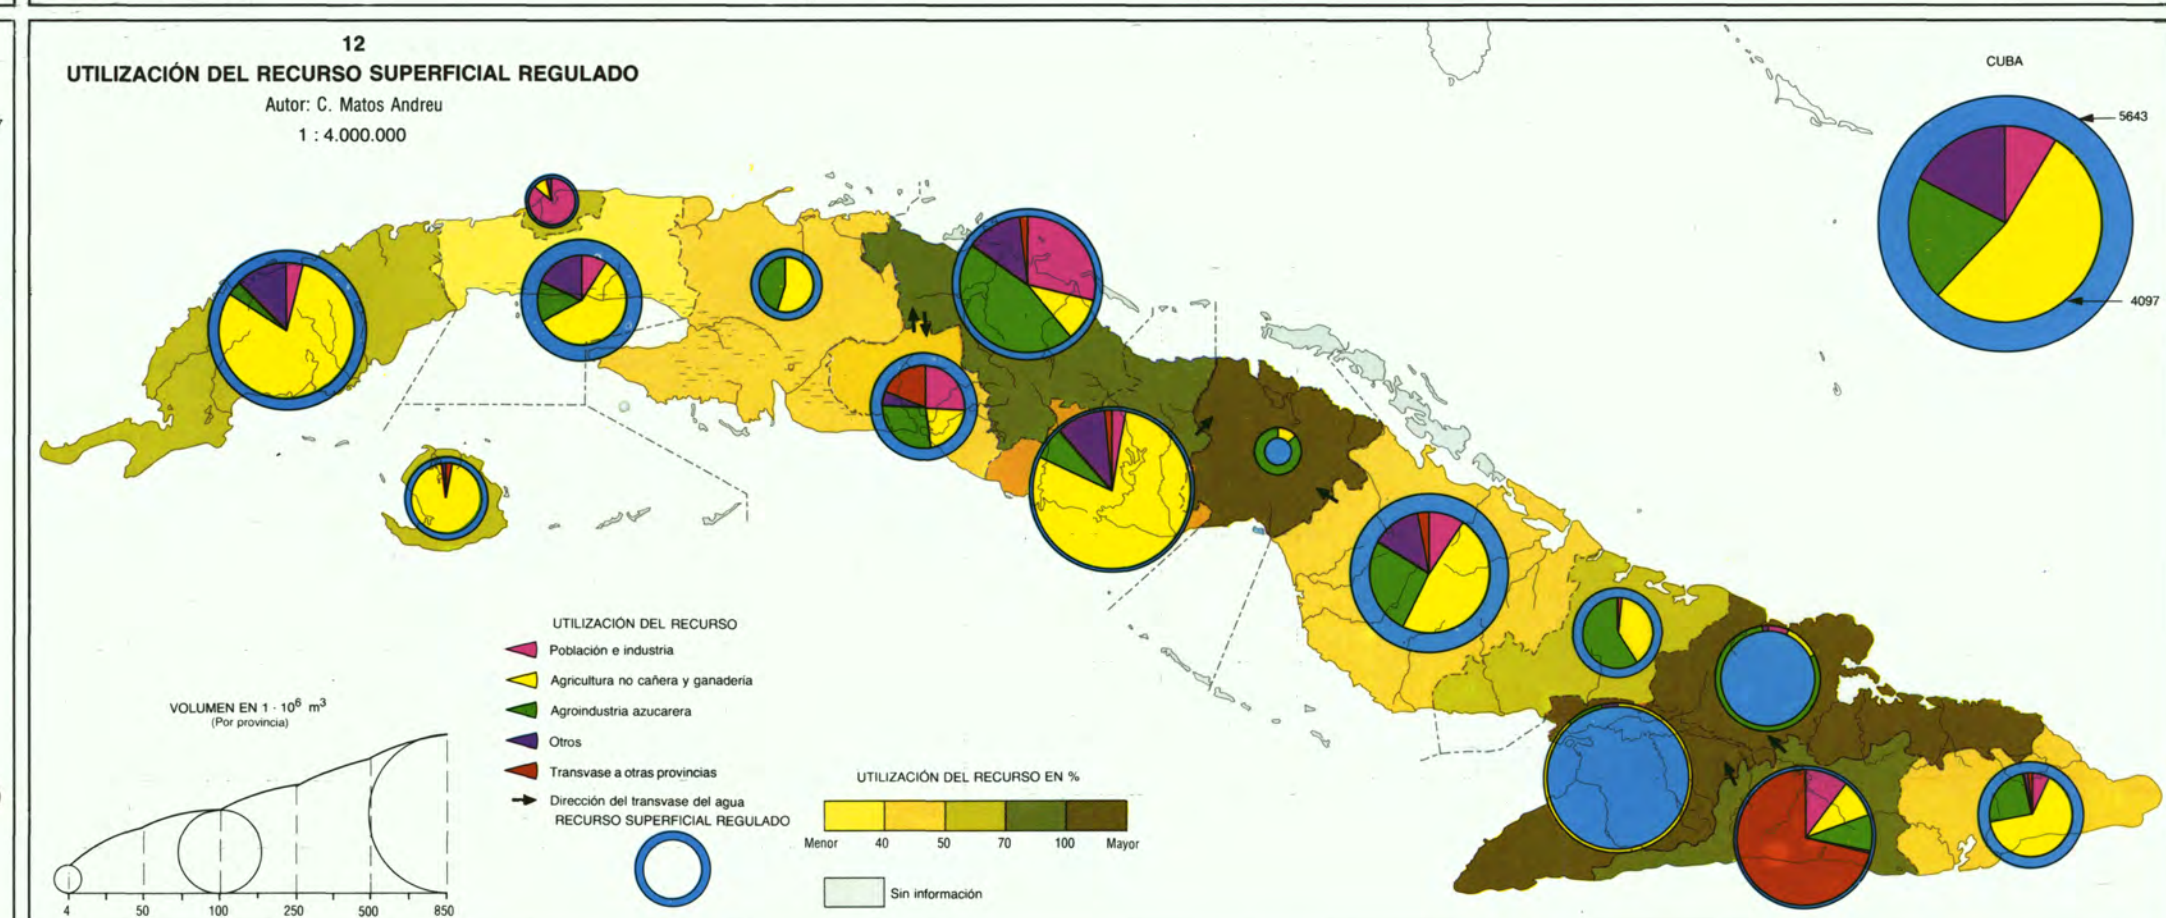 12
UTILIZACIÓN DEL RECURSO SUPERFICIAL REGULADO
Autor: C. Matos Andreu
1 : 4.000.000
CUBA
5643
4097
UTILIZACIÓN DEL RECURSO
Población e industria
Agricultura no cañera y ganadería
Agroindustria azucarera
Otros
Transvase a otras provincias
Dirección del transvase del agua
RECURSO SUPERFICIAL REGULADO
VOLUMEN EN 1 · 10⁶ m³
(Por provincia)
4 50 100 250 500 850
UTILIZACIÓN DEL RECURSO EN %
Menor 40 50 70 100 Mayor
Sin información